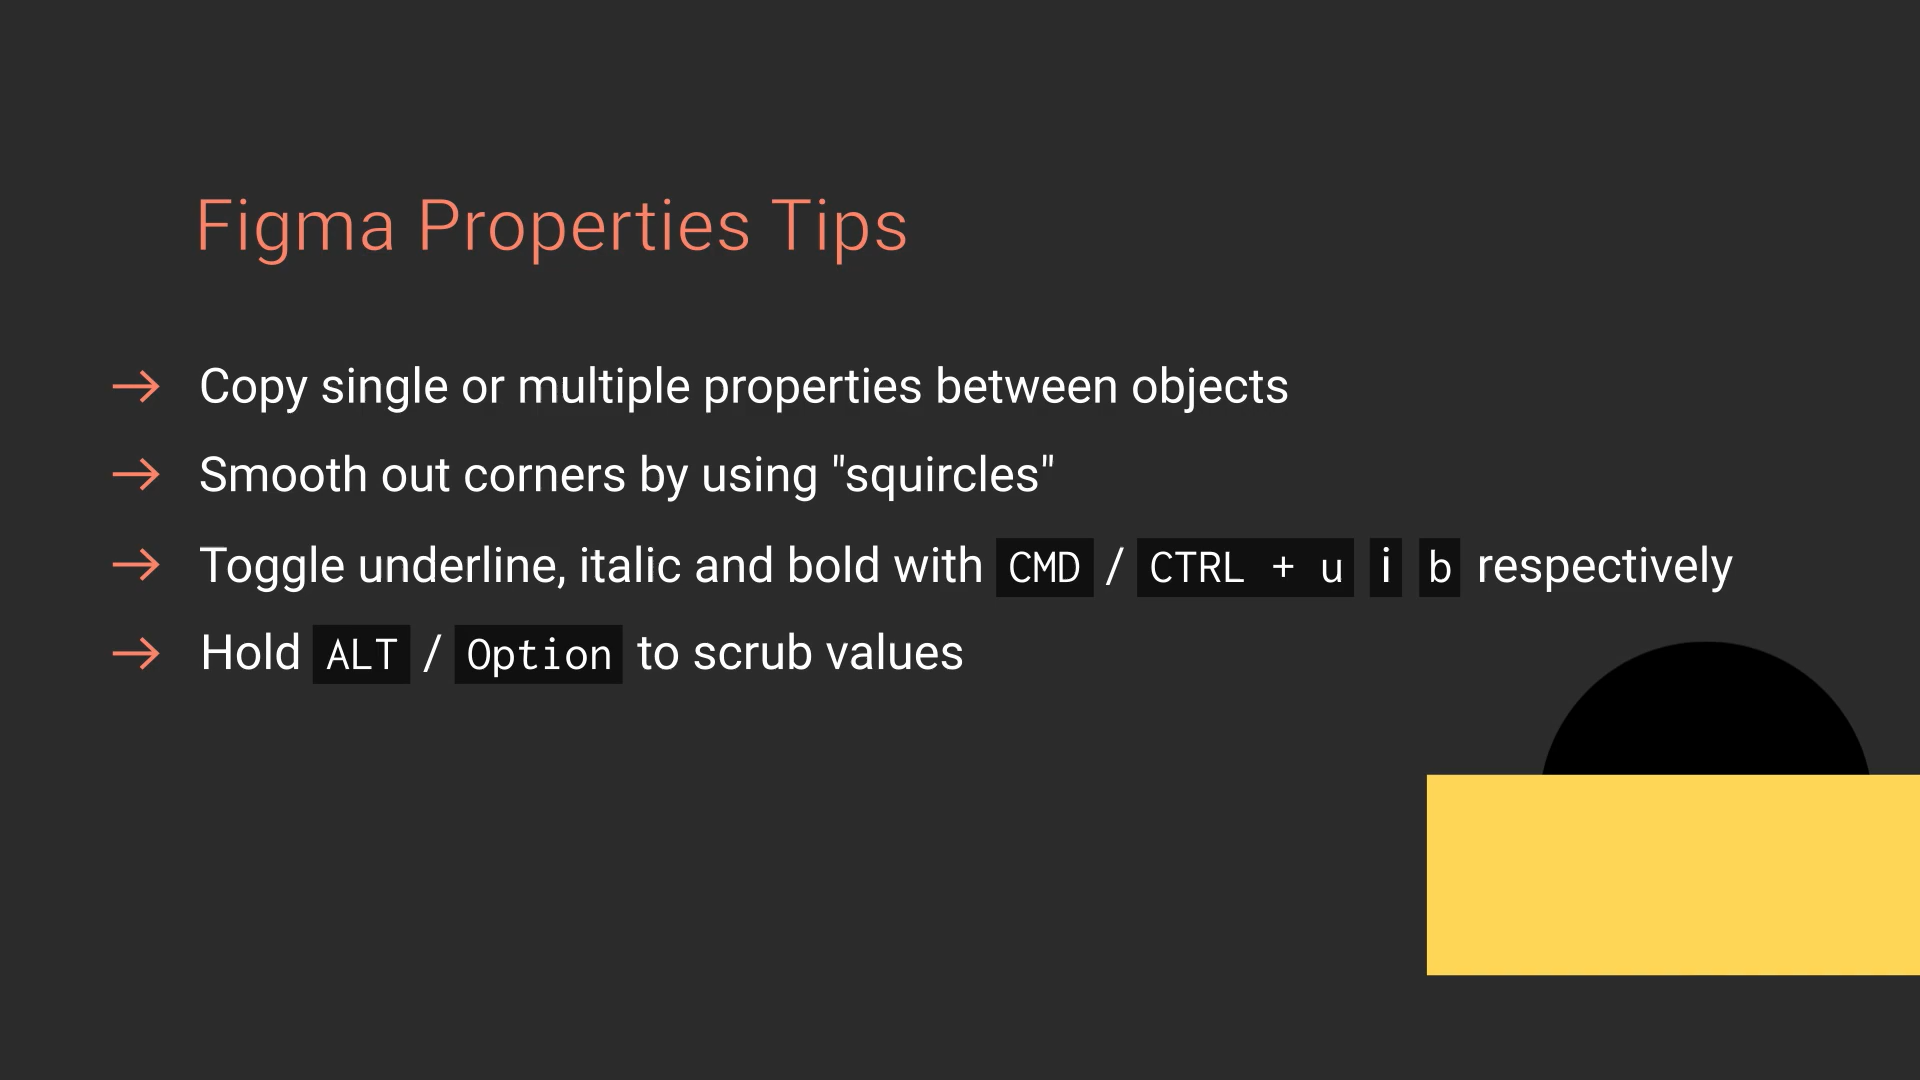 Figma Properties Tips
→ Copy single or multiple properties between objects
→ Smooth out corners by using "squircles"
→ Toggle underline, italic and bold with CMD / CTRL + u i b respectively
→ Hold ALT / Option to scrub values